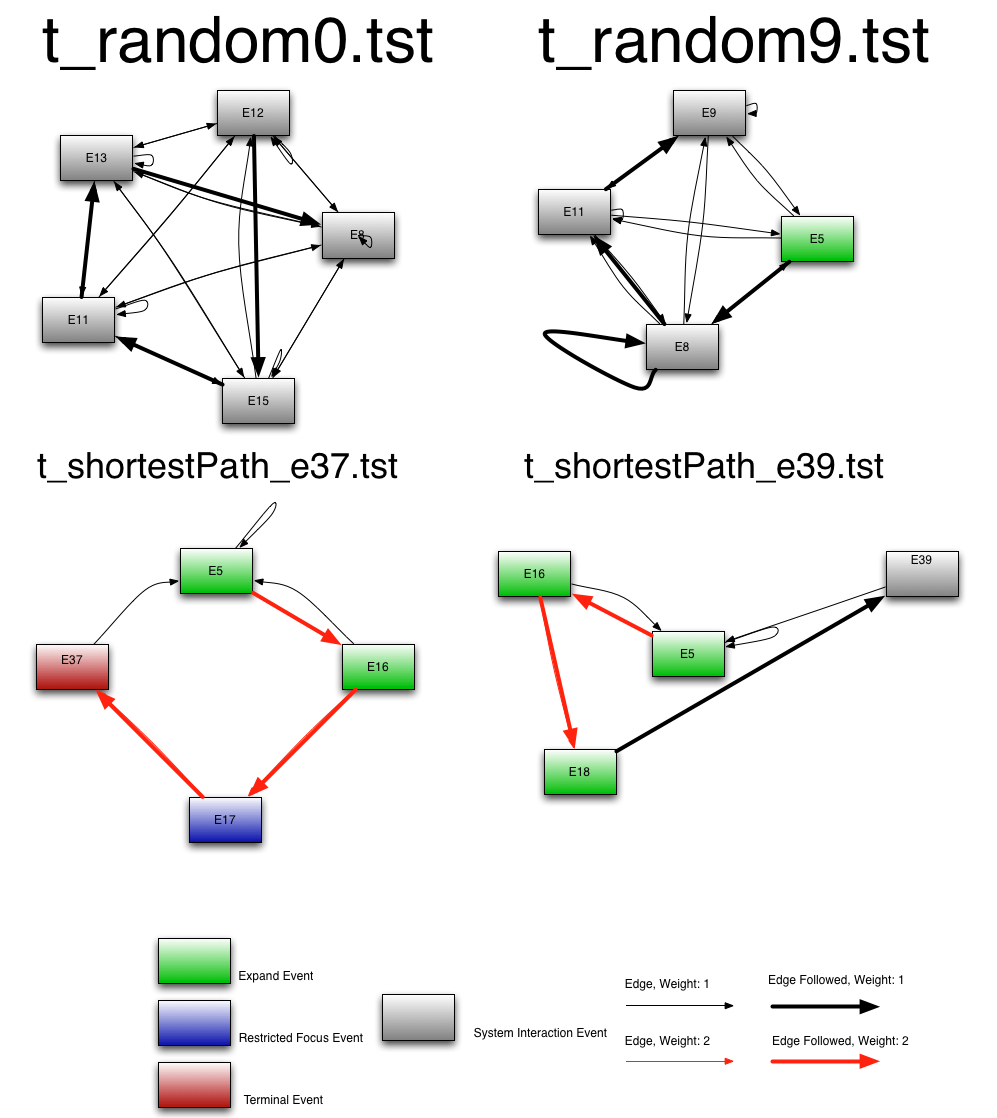 t_random0.tst
t_random9.tst
E12
E13
E8
E11
E15
E9
E11
E5
E8
t_shortestPath_e37.tst
t_shortestPath_e39.tst
E5
E37
E16
E17
E16
E39
E5
E18
Expand Event
Restricted Focus Event
Terminal Event
System Interaction Event
Edge, Weight: 1
Edge Followed, Weight: 1
Edge, Weight: 2
Edge Followed, Weight: 2